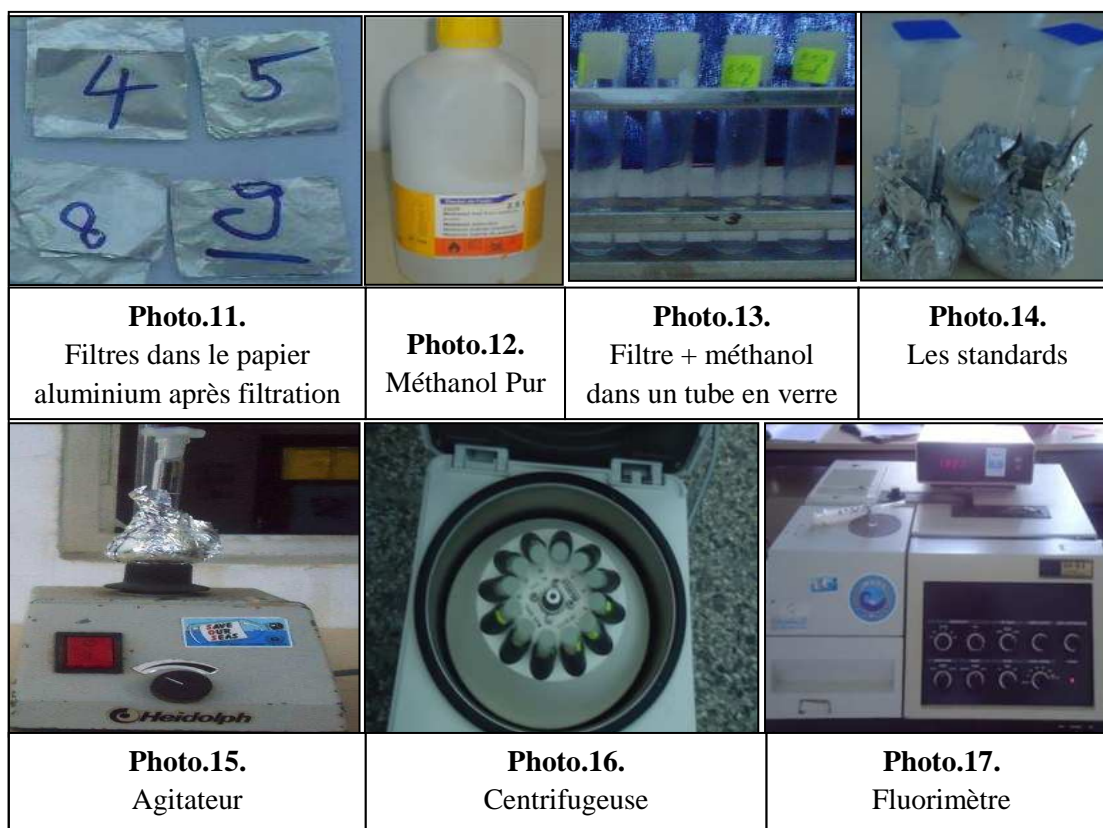 4
5
8
9
Photo.11.
Filtres dans le papier
aluminium après filtration
Photo.12.
Méthanol Pur
Photo.13.
Filtre + méthanol
dans un tube en verre
Photo.14.
Les standards
SAVE
OUR
SEAS
Heidolph
Photo.15.
Agitateur
Photo.16.
Centrifugeuse
Photo.17.
Fluorimètre